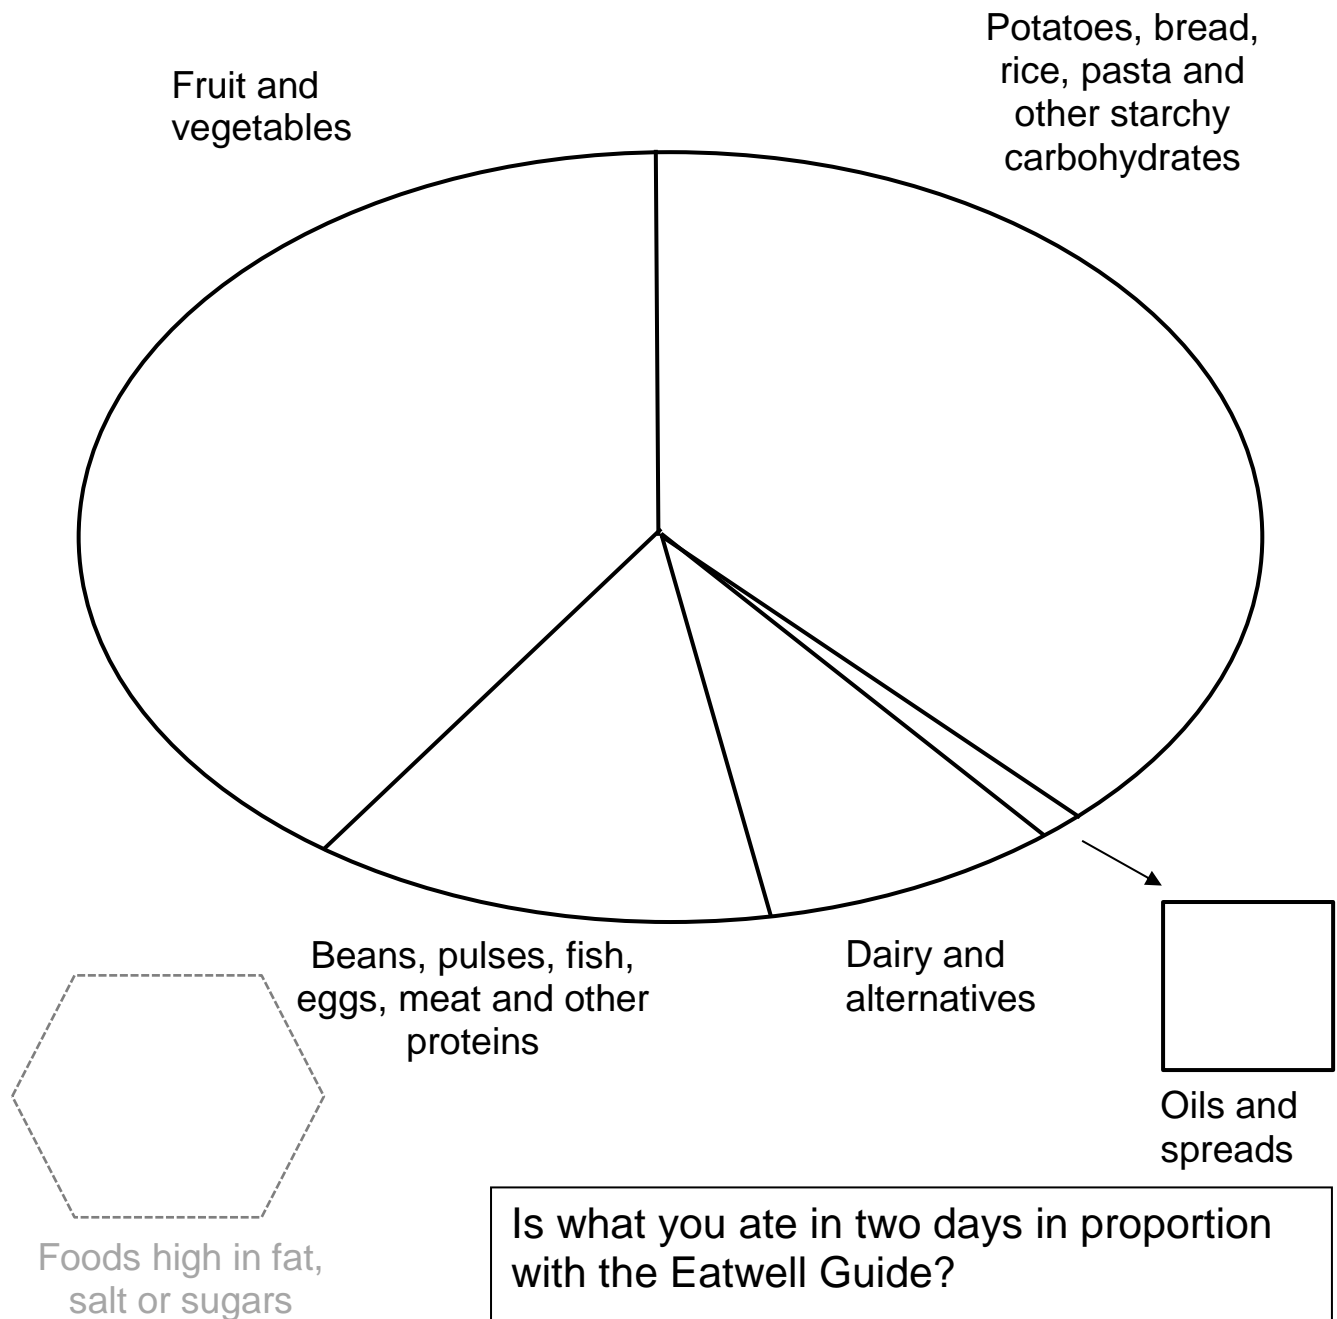 Potatoes, bread,
rice, pasta and
other starchy
carbohydrates
Fruit and
vegetables
Beans, pulses, fish,
eggs, meat and other
proteins
Dairy and
alternatives
Oils and
spreads
Foods high in fat,
salt or sugars
Is what you ate in two days in proportion
with the Eatwell Guide?